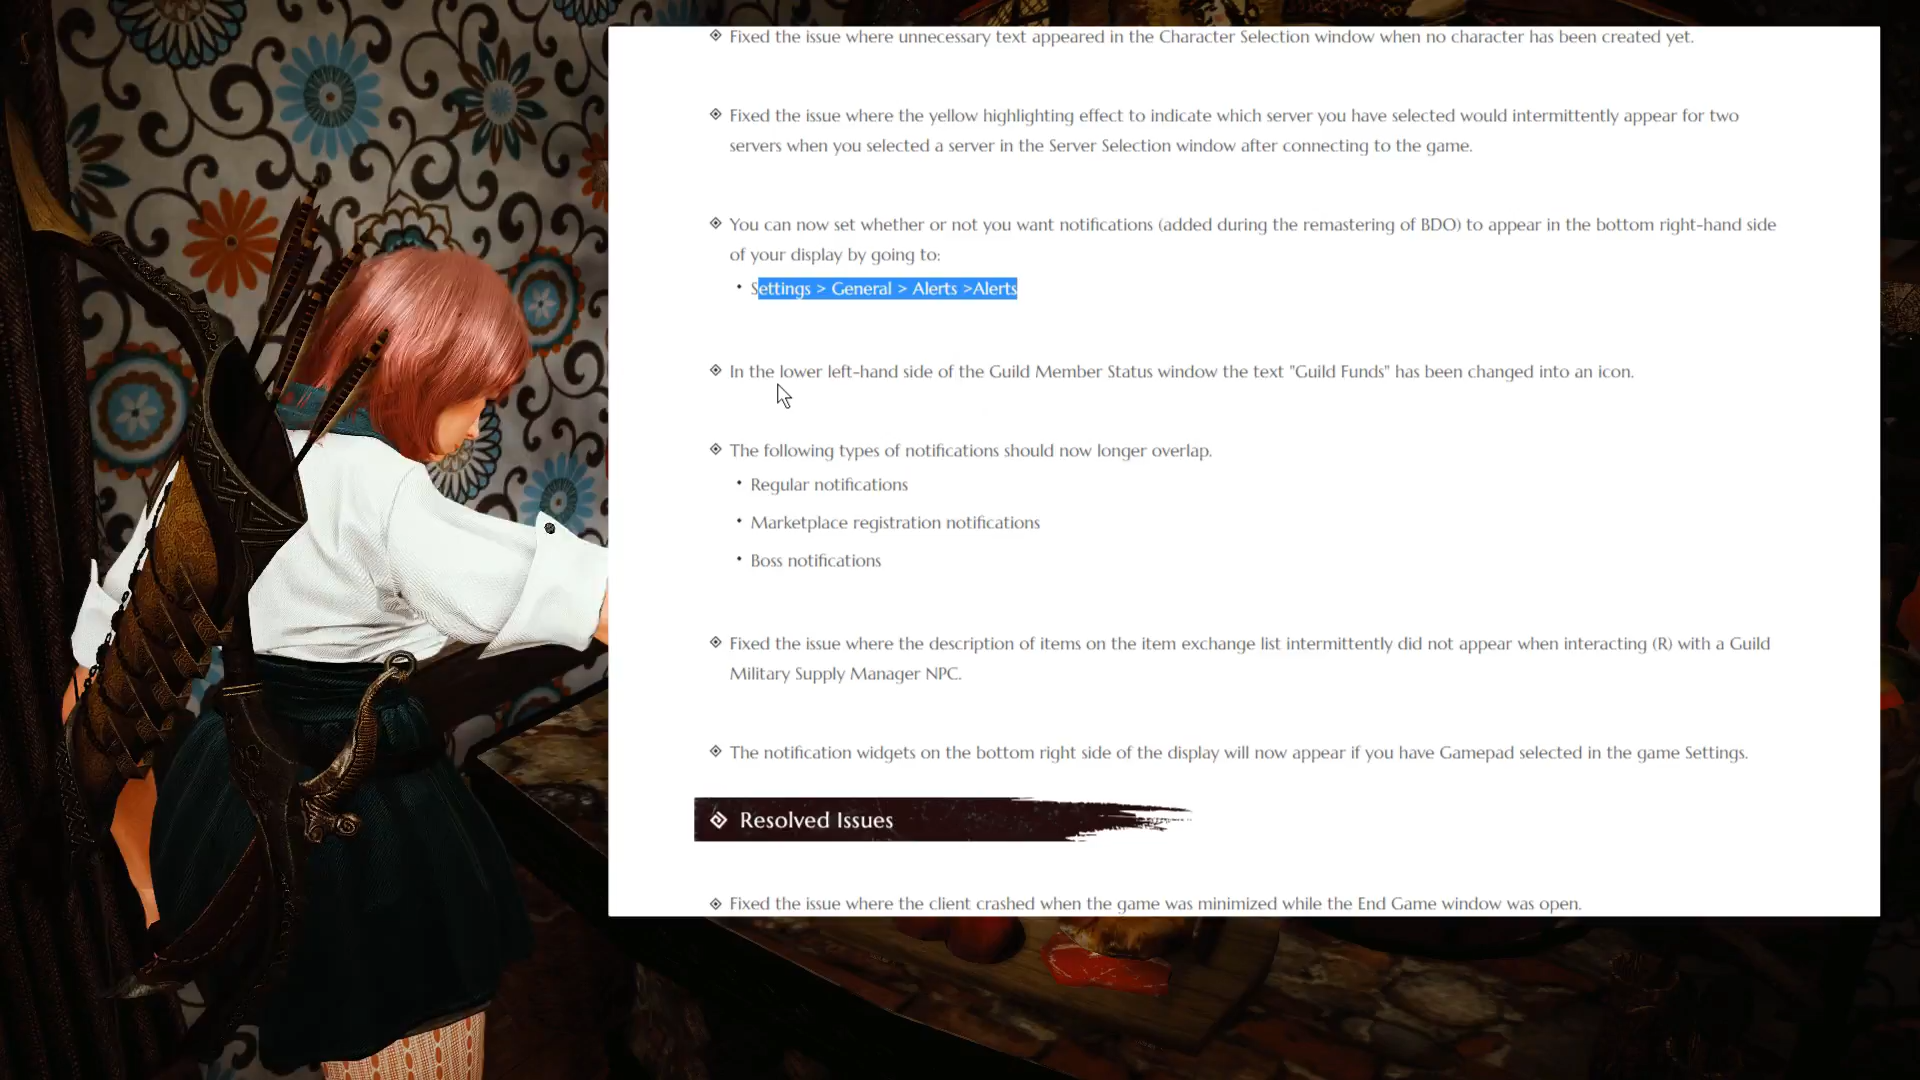 Fixed the issue where unnecessary text appeared in the Character Selection window when no character has been created yet.
Fixed the issue where the yellow highlighting effect to indicate which server you have selected would intermittently appear for two
servers when you selected a server in the Server Selection window after connecting to the game.
You can now set whether or not you want notifications (added during the remastering of BDO) to appear in the bottom right-hand side
of your display by going to:
Settings > General > Alerts >Alerts
In the lower left-hand side of the Guild Member Status window the text "Guild Funds" has been changed into an icon.
The following types of notifications should now longer overlap.
Regular notifications
Marketplace registration notifications
Boss notifications
Fixed the issue where the description of items on the item exchange list intermittently did not appear when interacting (R) with a Guild
Military Supply Manager NPC.
The notification widgets on the bottom right side of the display will now appear if you have Gamepad selected in the game Settings.
Resolved Issues
Fixed the issue where the client crashed when the game was minimized while the End Game window was open.